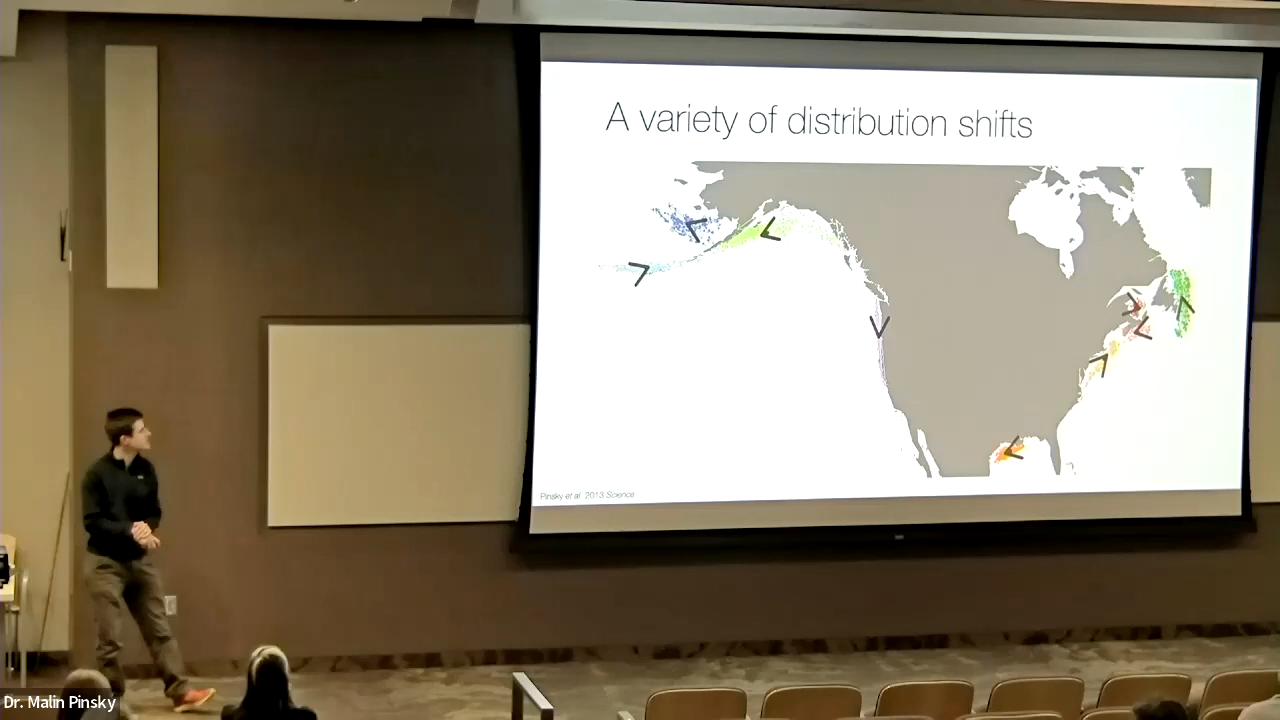 A variety of distribution shifts
Pinsky et al. 2013 Science
Dr. Malin Pinsky